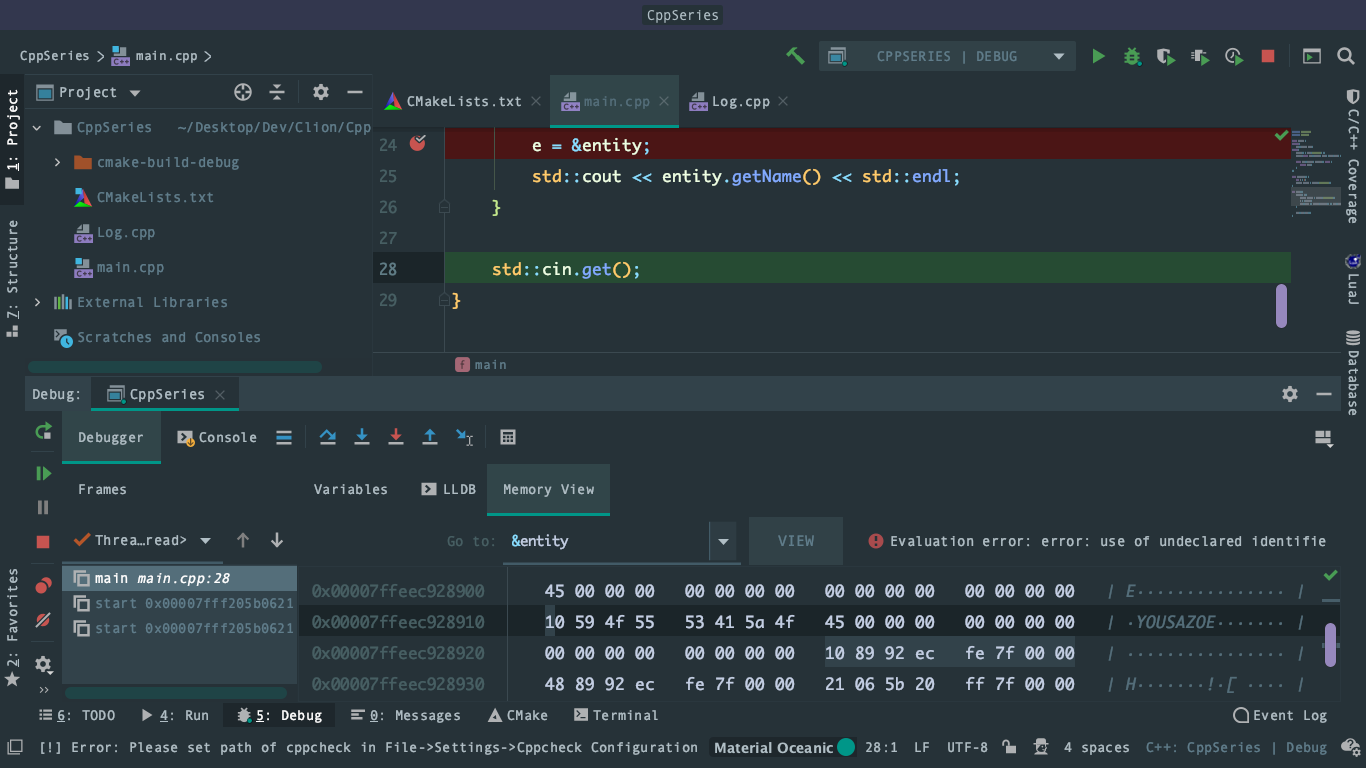 CppSeries
CppSeries > main.cpp >
CPPSERIES | DEBUG
1: Project
Z: Structure
2: Favorites
Project
CppSeries ~/Desktop/Dev/Clion/Cpp
cmake-build-debug
CMakeLists.txt
Log.cpp
main.cpp
External Libraries
Scratches and Consoles
CMakeLists.txt
main.cpp
Log.cpp
24 e = &entity;
25 std::cout << entity.getName() << std::endl;
26 }
27
28 std::cin.get();
29 }
main
C/C++ Coverage
LuaJ
Database
Debug: CppSeries
Debugger Console
Frames
Variables LLDB Memory View
Threa…read>
Go to: &entity VIEW Evaluation error: error: use of undeclared identifie
main main.cpp:28
start 0x00007fff205b0621
start 0x00007fff205b0621
0x00007ffeec928900 45 00 00 00 00 00 00 00 00 00 00 00 00 00 00 00 | E··············· |
0x00007ffeec928910 10 59 4f 55 53 41 5a 4f 45 00 00 00 00 00 00 00 | ·YOUSAZOE······· |
0x00007ffeec928920 00 00 00 00 00 00 00 00 10 89 92 ec fe 7f 00 00 | ················ |
0x00007ffeec928930 48 89 92 ec fe 7f 00 00 21 06 5b 20 ff 7f 00 00 | H·······!·[ ···· |
6: TODO 4: Run 5: Debug 0: Messages CMake Terminal Event Log
[!] Error: Please set path of cppcheck in File->Settings->Cppcheck Configuration Material Oceanic 28:1 LF UTF-8 4 spaces C++: CppSeries | Debug